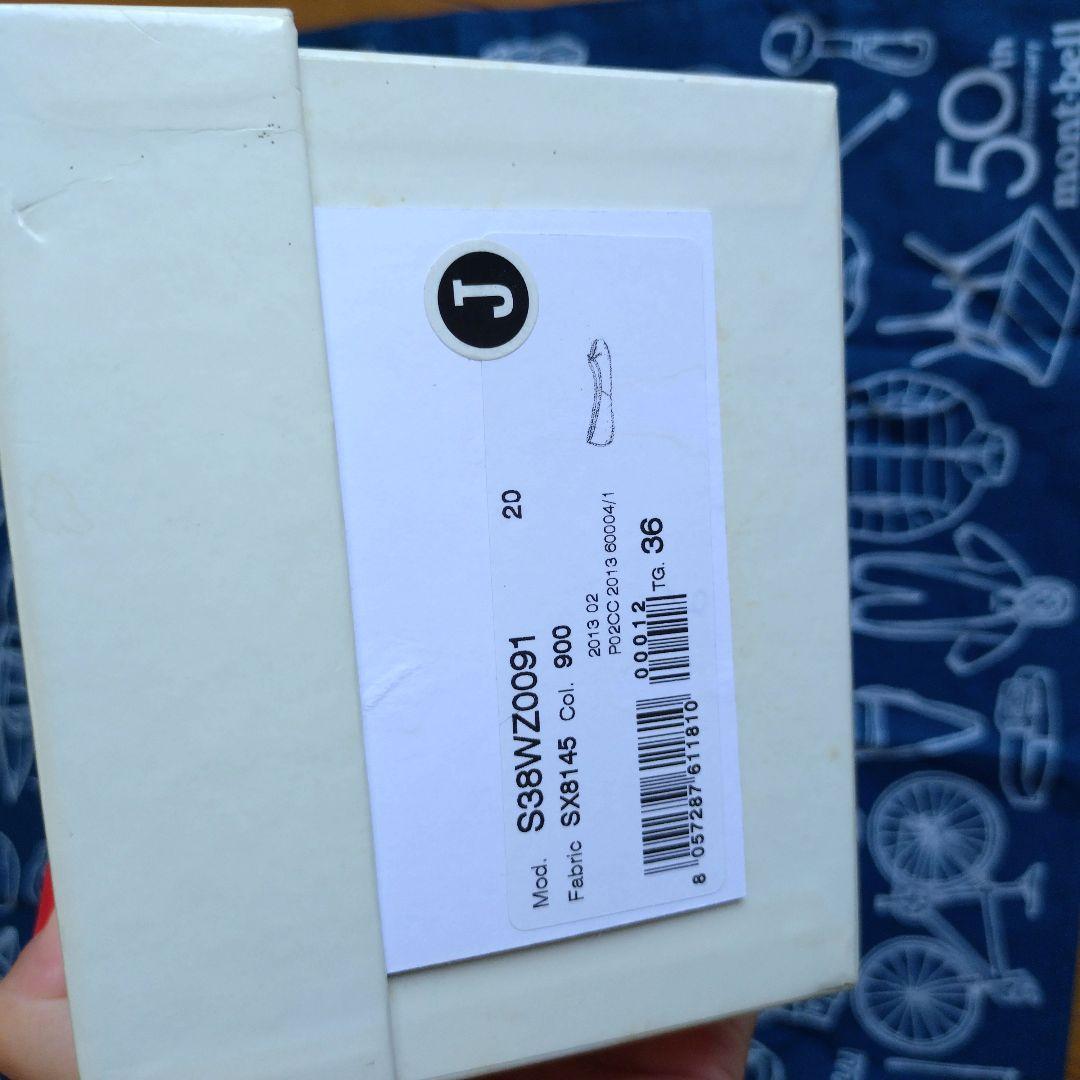 J
Mod. S38WZ0091 20
Fabric SX8145 Col. 900
2013 02
P02CC 2013 60004/1
00012 TG. 36
8 057287 611810
50th
mont-bell